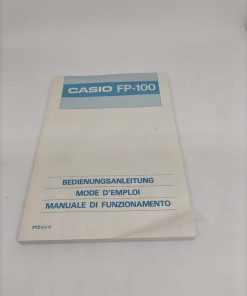 CASIO FP-100
BEDIENUNGSANLEITUNG
MODE D'EMPLOI
MANUALE DI FUNZIONAMENTO